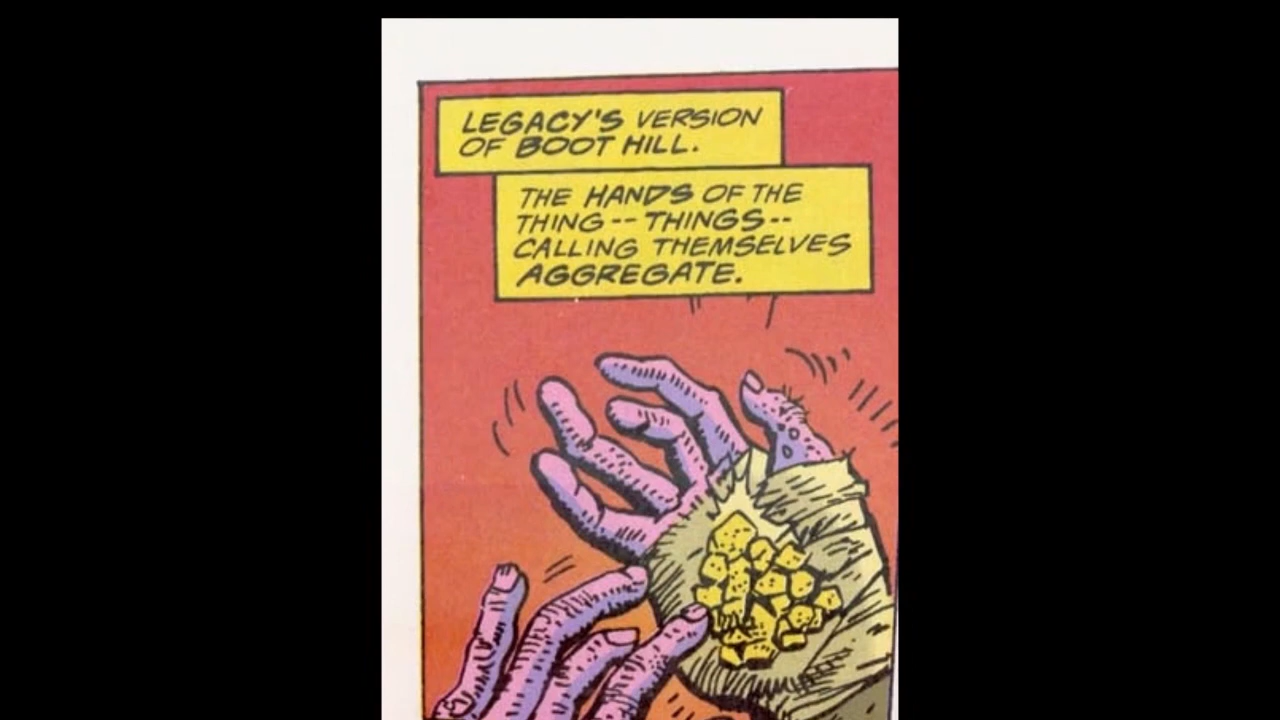 LEGACY'S VERSION
OF BOOT HILL.
THE HANDS OF THE
THING -- THINGS --
CALLING THEMSELVES
AGGREGATE.